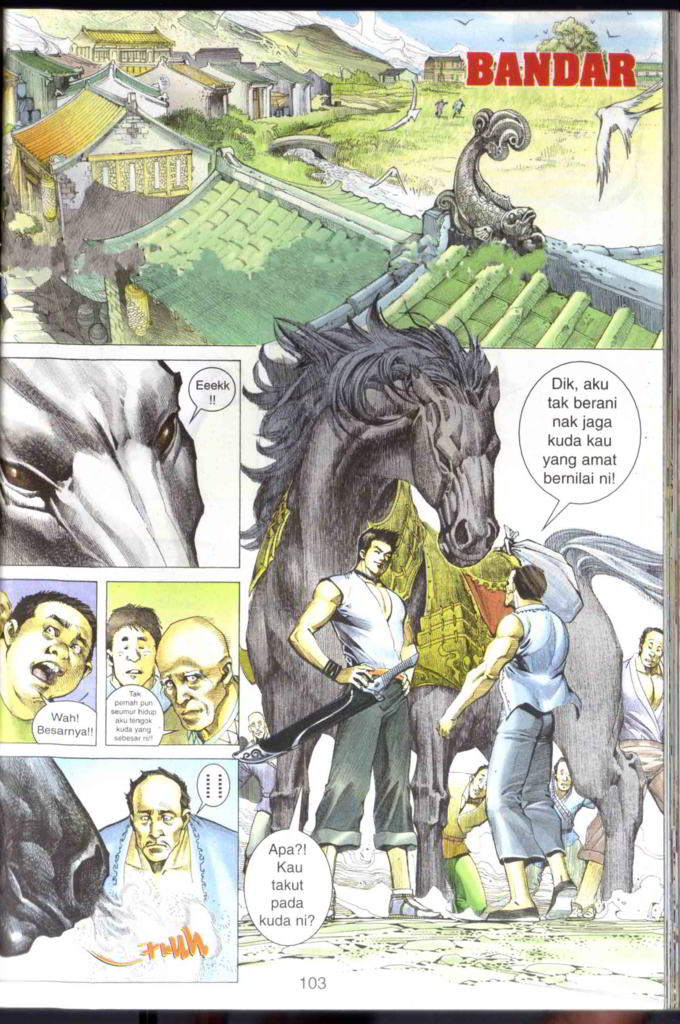 BANDAR
Eeekk
!!
Dik, aku
tak berani
nak jaga
kuda kau
yang amat
bernilai ni!
Wah!
Besarnya!!
Tak
pernah pun
seumur hidup
aku tengok
kuda yang
sebesar ni!!
Apa?!
Kau
takut
pada
kuda ni?
103